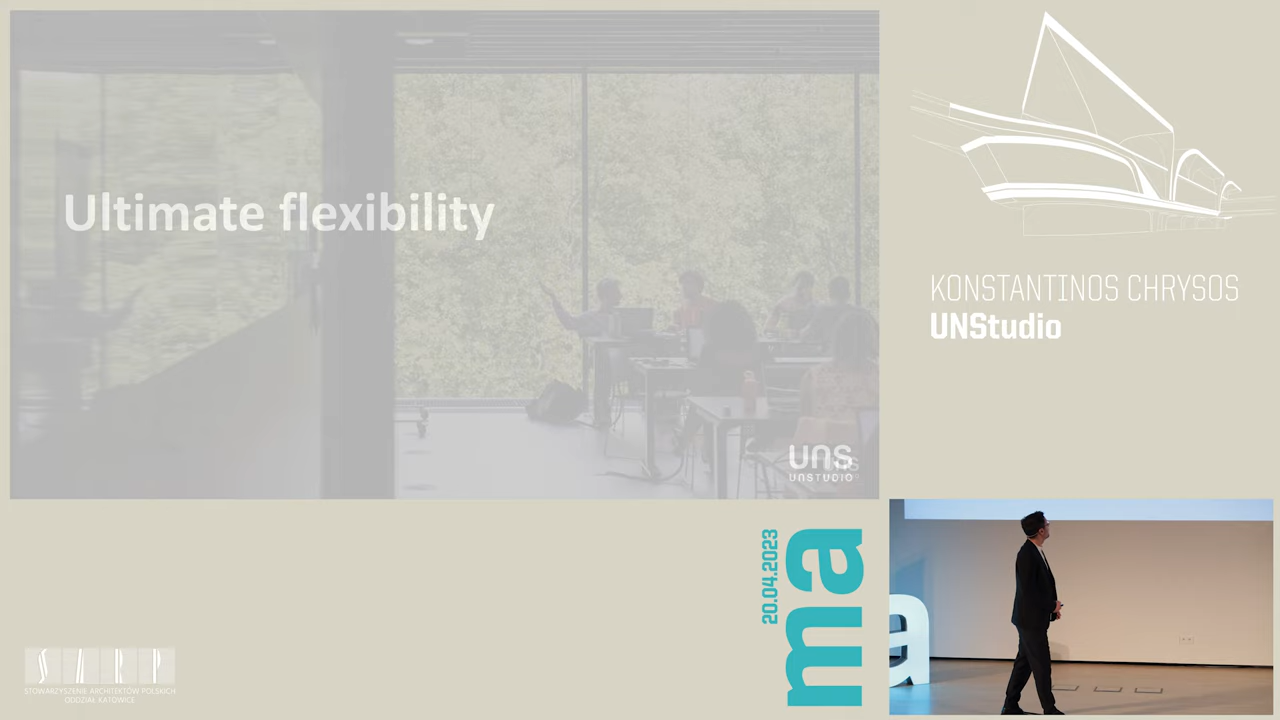 Ultimate flexibility
UNS
UNSTUDIO
KONSTANTINOS CHRYSOS
UNStudio
20.04.2023
ma
a
SARP
STOWARZYSZENIE ARCHITEKTÓW POLSKICH
ODDZIAŁ KATOWICE